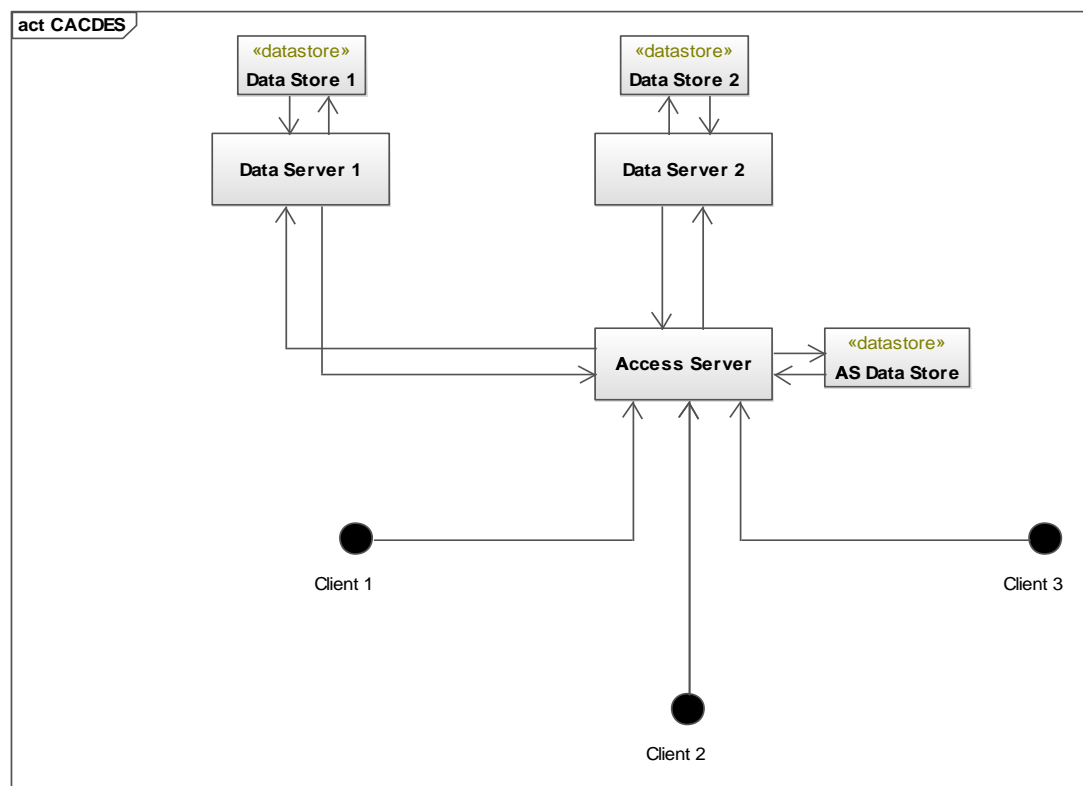 act CACDES
«datastore»
Data Store 1
«datastore»
Data Store 2
Data Server 1
Data Server 2
Access Server
«datastore»
AS Data Store
Client 1
Client 3
Client 2